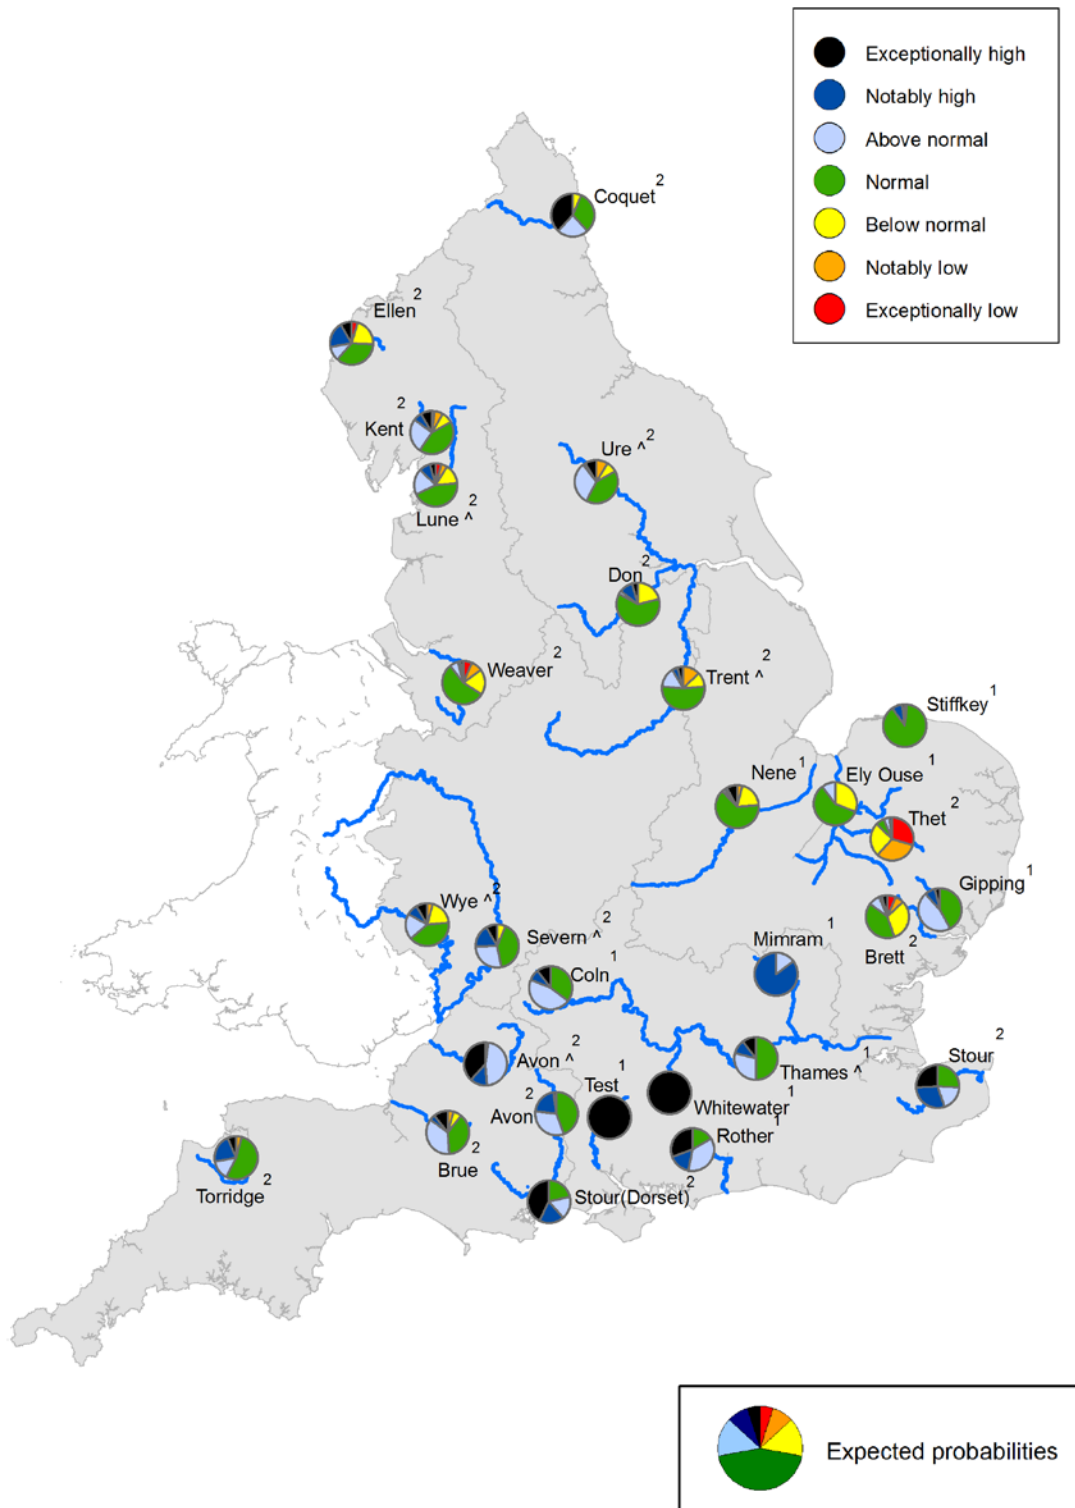 Exceptionally high
Notably high
Above normal
Normal
Below normal
Notably low
Exceptionally low
Coquet 2
Ellen 2
Kent 2
Lune ^ 2
Ure ^ 2
Don 2
Weaver 2
Trent ^ 2
Stiffkey 1
Nene 1
Ely Ouse 1
Thet 2
Gipping 1
Brett 2
Wye ^ 2
Severn ^ 2
Mimram 1
Coln 1
Avon ^ 2
Thames ^ 1
Stour 2
Test 1
Whitewater 1
Avon 2
Rother 1
Brue 2
Torridge 2
Stour(Dorset) 2
Expected probabilities